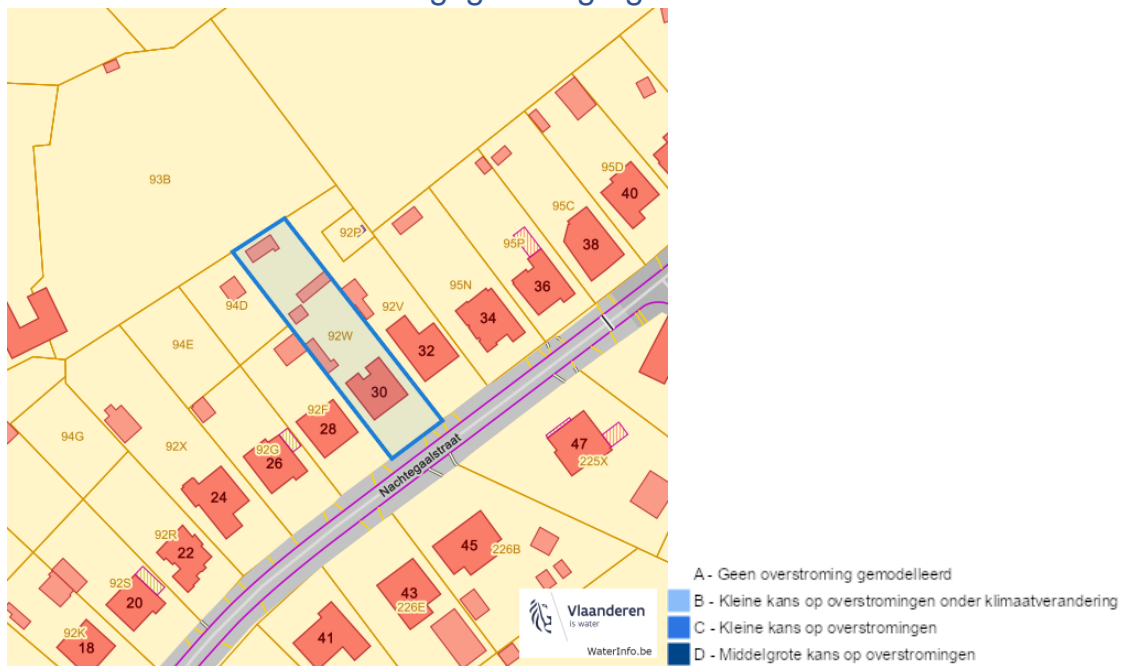 93B
95D
40
92P
95C
95P
38
36
94D
92V
95N
34
94E
92W
32
30
92F
28
94G
92X
92G
26
47
225X
24
Nachtegaalstraat
92R
22
45
226B
92S
20
43
226E
92K
18
41
Vlaanderen
is water
WaterInfo.be
A - Geen overstroming gemodelleerd
B - Kleine kans op overstromingen onder klimaatverandering
C - Kleine kans op overstromingen
D - Middelgrote kans op overstromingen